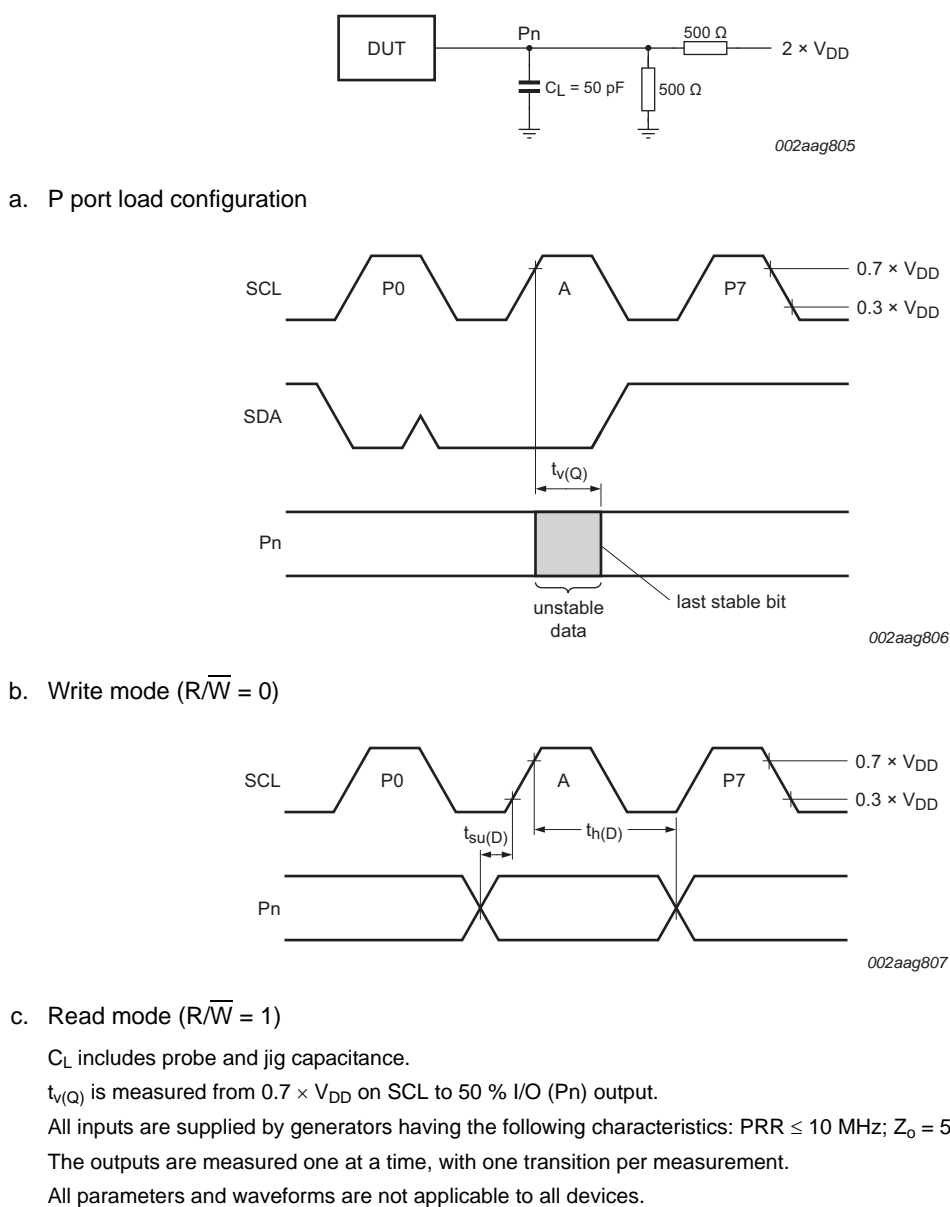 DUT
Pn
500 Ω
2 × VDD
CL = 50 pF
500 Ω
002aag805
a. P port load configuration
SCL
P0
A
P7
0.7 × VDD
0.3 × VDD
SDA
tv(Q)
Pn
unstable
data
last stable bit
002aag806
b. Write mode (R/W̅ = 0)
SCL
P0
A
P7
0.7 × VDD
0.3 × VDD
tsu(D)
th(D)
Pn
002aag807
c. Read mode (R/W̅ = 1)
CL includes probe and jig capacitance.
tv(Q) is measured from 0.7 × VDD on SCL to 50 % I/O (Pn) output.
All inputs are supplied by generators having the following characteristics: PRR ≤ 10 MHz; Zo = 5
The outputs are measured one at a time, with one transition per measurement.
All parameters and waveforms are not applicable to all devices.